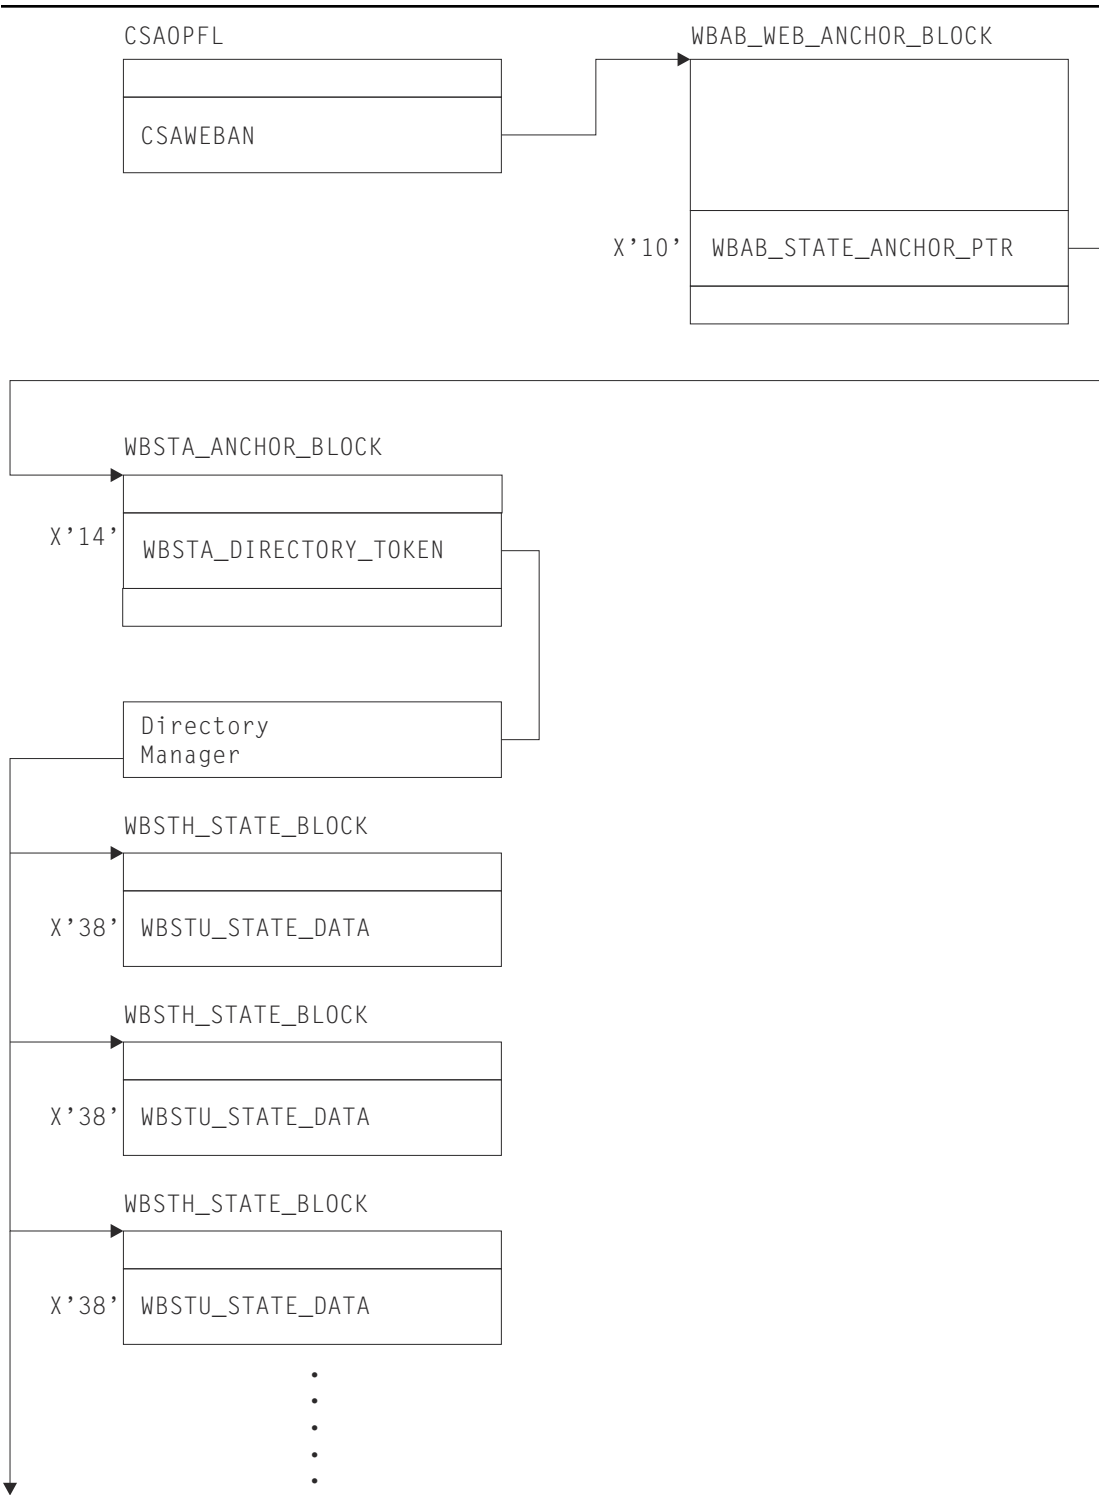 CSAOPFL
WBAB_WEB_ANCHOR_BLOCK
CSAWEBAN
X’10’
WBAB_STATE_ANCHOR_PTR
WBSTA_ANCHOR_BLOCK
X’14’
WBSTA_DIRECTORY_TOKEN
Directory
Manager
WBSTH_STATE_BLOCK
X’38’
WBSTU_STATE_DATA
WBSTH_STATE_BLOCK
X’38’
WBSTU_STATE_DATA
WBSTH_STATE_BLOCK
X’38’
WBSTU_STATE_DATA